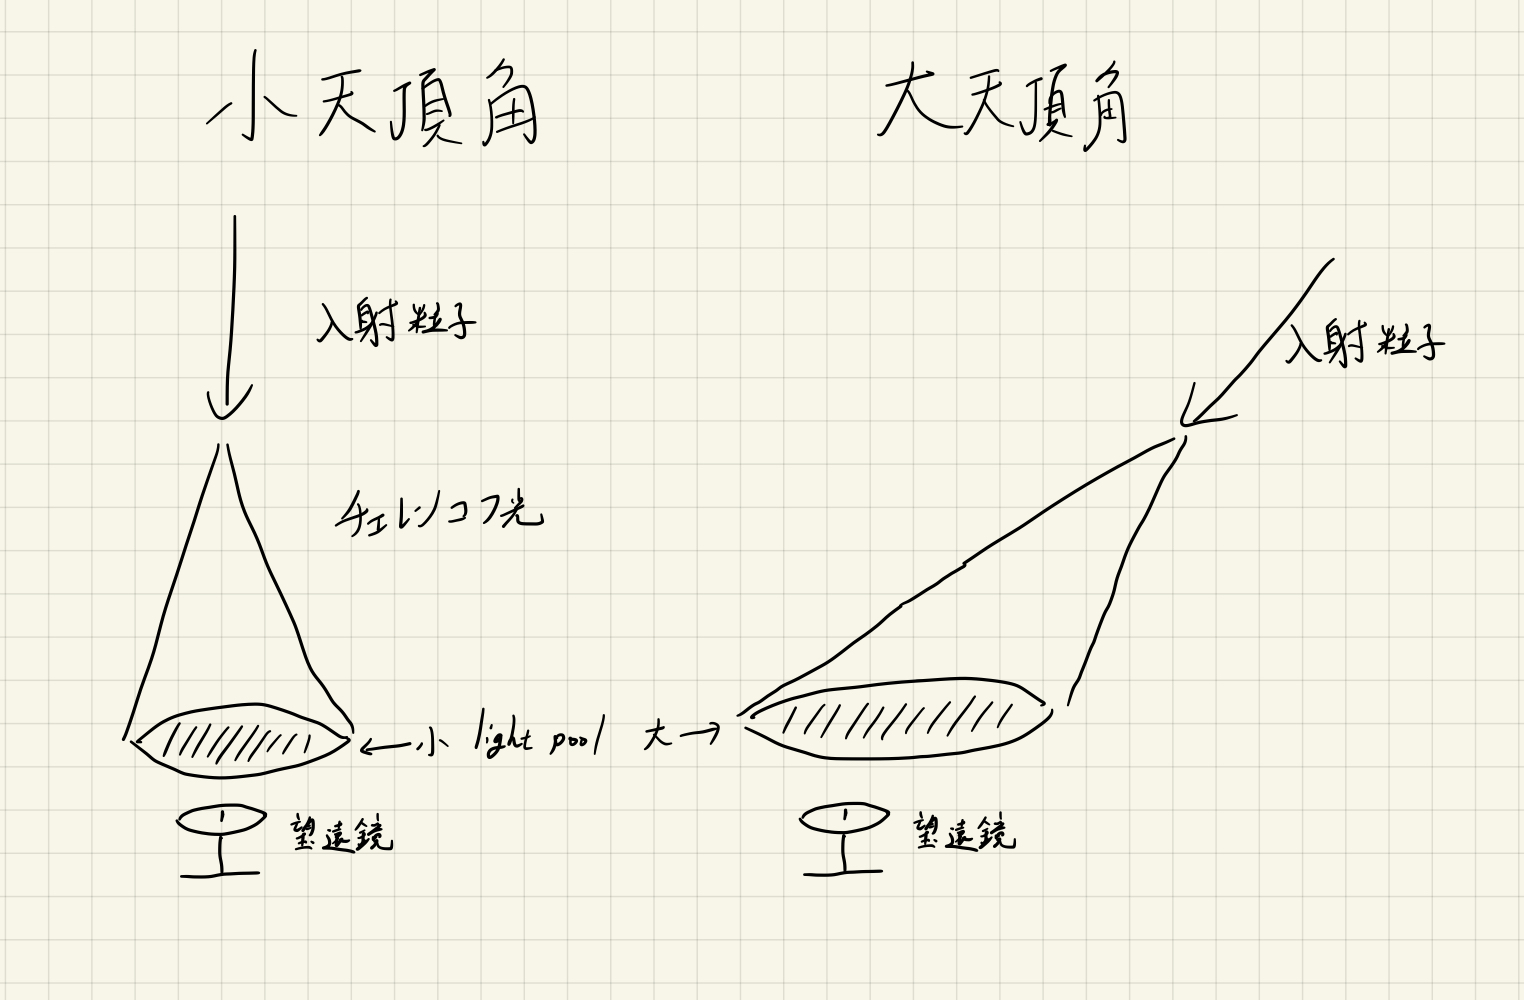 小天頂角
大天頂角
入射粒子
入射粒子
チェレンコフ光
小 light pool 大
望遠鏡
望遠鏡